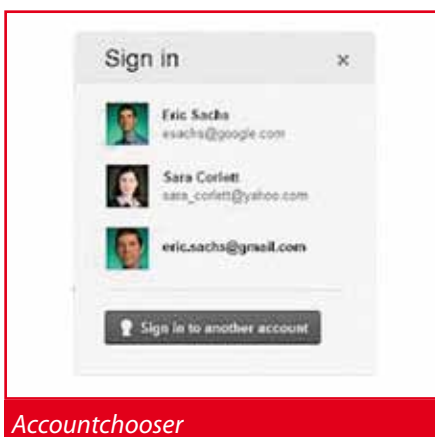 Sign in ×
Eric Sachs
esachs@google.com
Sara Corlett
sara_corlett@yahoo.com
eric.sachs@gmail.com
Sign in to another account
Accountchooser